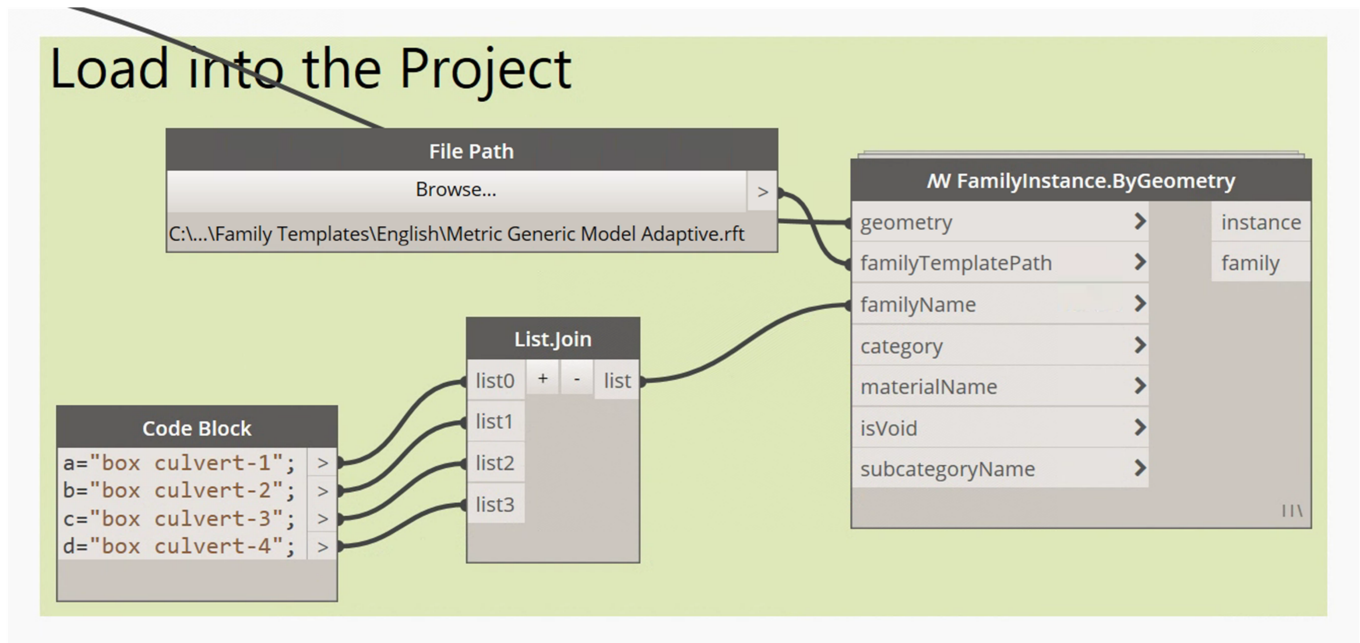 Load into the Project
File Path
Browse...
>
C:\...\Family Templates\English\Metric Generic Model Adaptive.rft
FamilyInstance.ByGeometry
geometry
instance
familyTemplatePath
family
familyName
category
materialName
isVoid
subcategoryName
| | \
List.Join
list0
+
-
list
list1
list2
list3
Code Block
a="box culvert-1"; >
b="box culvert-2"; >
c="box culvert-3"; >
d="box culvert-4"; >